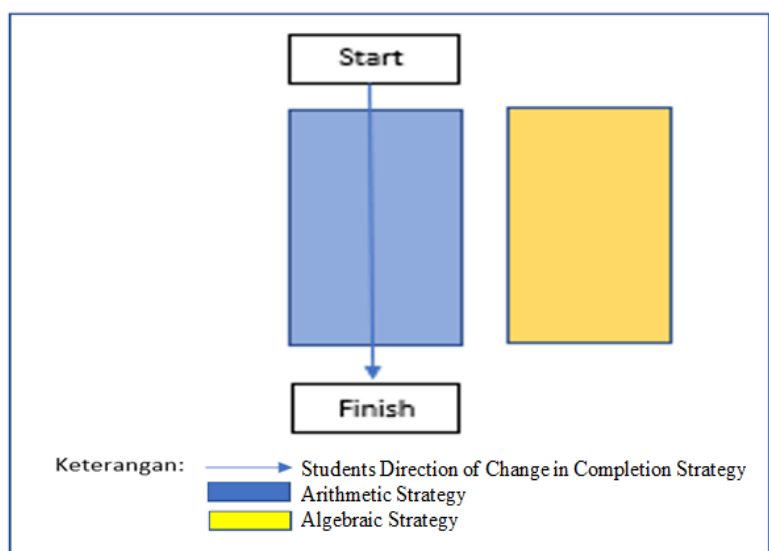 Start
Finish
Keterangan:
Students Direction of Change in Completion Strategy
Arithmetic Strategy
Algebraic Strategy